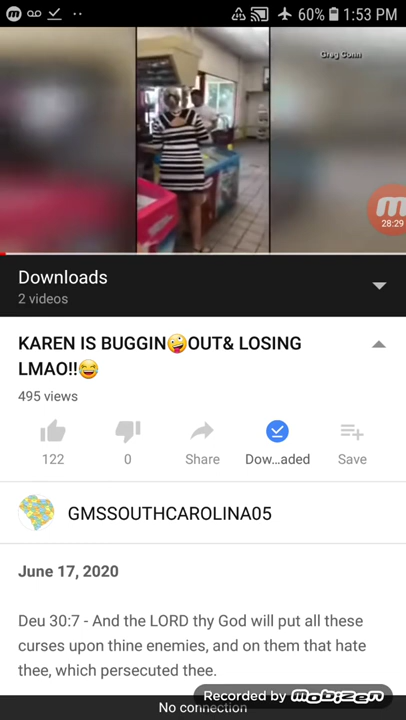 60% 1:53 PM
Greg Conn
28:29
Downloads
2 videos
KAREN IS BUGGIN🤪OUT& LOSING
LMAO!!😂
495 views
122
0
Share
Dow...aded
Save
GMSSOUTHCAROLINA05
June 17, 2020
Deu 30:7 - And the LORD thy God will put all these
curses upon thine enemies, and on them that hate
thee, which persecuted thee.
Recorded by mobizen
No connection